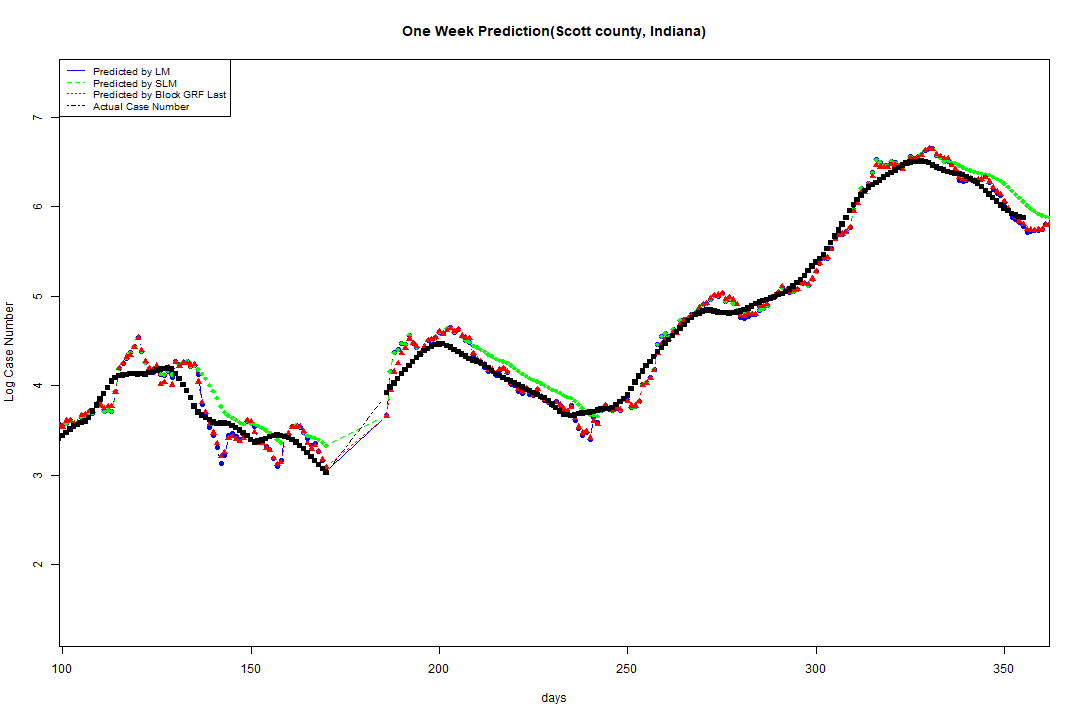 One Week Prediction(Scott county, Indiana)
Predicted by LM
Predicted by SLM
Predicted by Block GRF Last
Actual Case Number
7
6
5
4
3
2
Log Case Number
100 150 200 250 300 350
days